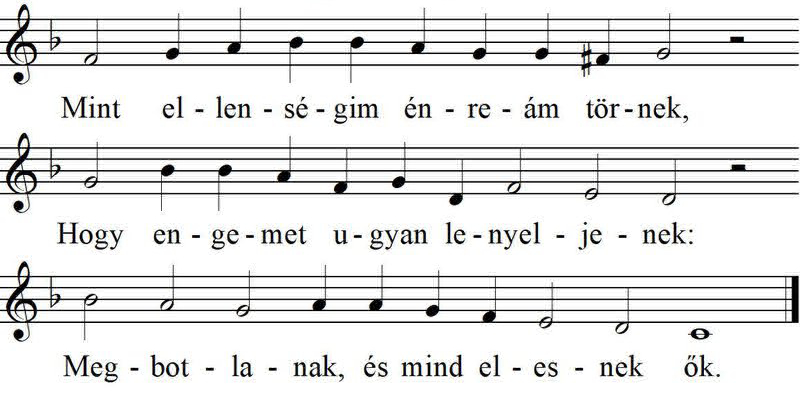 Mint el - len - sé - gim én - re - ám tör - nek,
Hogy en - ge - met u - gyan le - nyel - je - nek:
Meg - bot - la - nak, és mind el - es - nek ők.